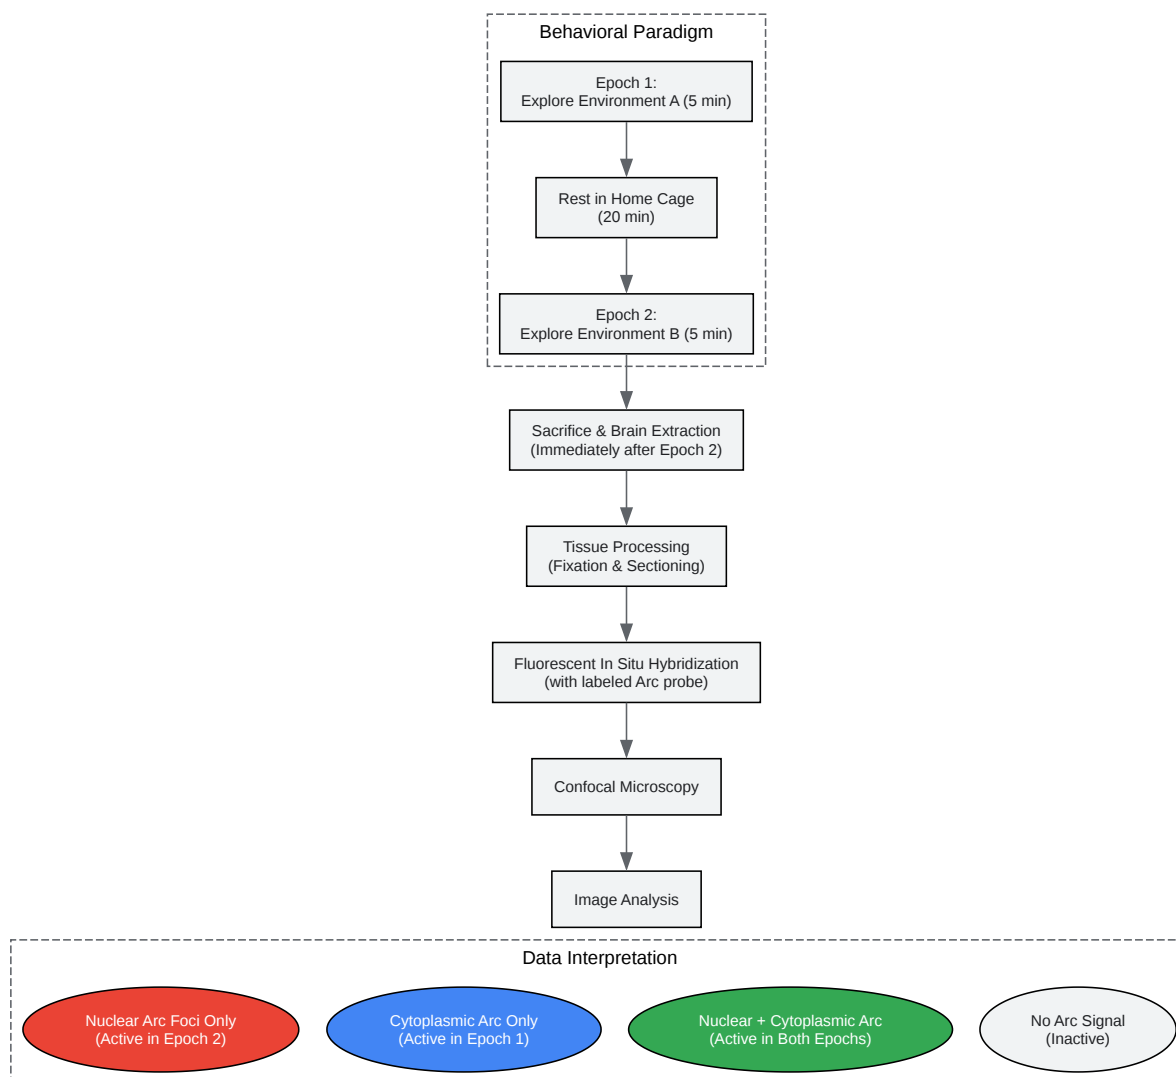 Behavioral Paradigm
Epoch 1:
Explore Environment A (5 min)
Rest in Home Cage
(20 min)
Epoch 2:
Explore Environment B (5 min)
Sacrifice & Brain Extraction
(Immediately after Epoch 2)
Tissue Processing
(Fixation & Sectioning)
Fluorescent In Situ Hybridization
(with labeled Arc probe)
Confocal Microscopy
Image Analysis
Data Interpretation
Nuclear Arc Foci Only
(Active in Epoch 2)
Cytoplasmic Arc Only
(Active in Epoch 1)
Nuclear + Cytoplasmic Arc
(Active in Both Epochs)
No Arc Signal
(Inactive)